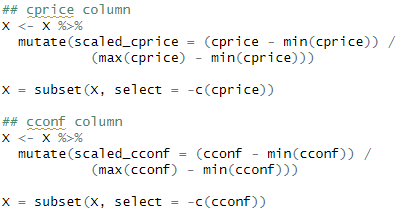 ## cprice column
X <- X %>%
  mutate(scaled_cprice = (cprice - min(cprice)) /
           (max(cprice) - min(cprice)))
X = subset(X, select = -c(cprice))
## cconf column
X <- X %>%
  mutate(scaled_cconf = (cconf - min(cconf)) /
           (max(cconf) - min(cconf)))
X = subset(X, select = -c(cconf))